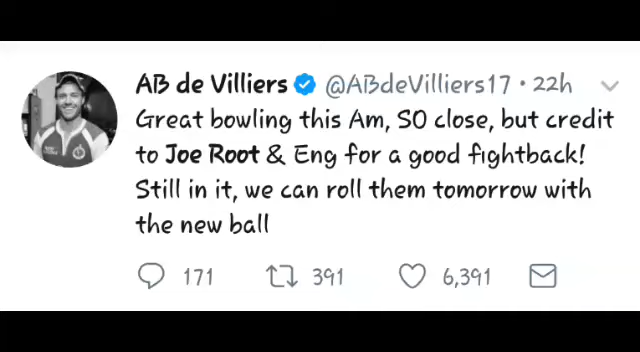 AB de Villiers @ABdeVilliers17 · 22h
Great bowling this Am, SO close, but credit
to Joe Root & Eng for a good fightback!
Still in it, we can roll them tomorrow with
the new ball
171 391 6,391